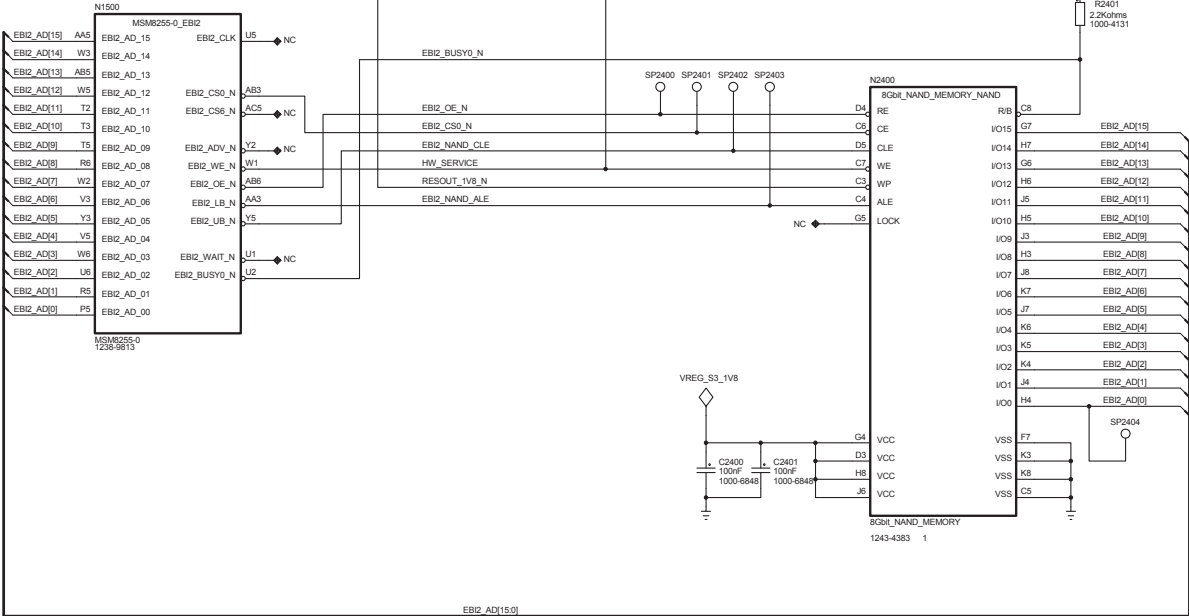 N1500
MSM8255-0_EBI2
EBI2_AD[15] AA5 EBI2_AD_15 EBI2_CLK U5 NC
EBI2_AD[14] W3 EBI2_AD_14
EBI2_AD[13] AB5 EBI2_AD_13
EBI2_AD[12] W5 EBI2_AD_12 EBI2_CS0_N AB3
EBI2_AD[11] T2 EBI2_AD_11 EBI2_CS6_N AC5 NC
EBI2_AD[10] T3 EBI2_AD_10
EBI2_AD[9] T5 EBI2_AD_09 EBI2_ADV_N Y2 NC
EBI2_AD[8] R6 EBI2_AD_08 EBI2_WE_N W1
EBI2_AD[7] W2 EBI2_AD_07 EBI2_OE_N AB6
EBI2_AD[6] V3 EBI2_AD_06 EBI2_LB_N AA3
EBI2_AD[5] Y3 EBI2_AD_05 EBI2_UB_N Y5
EBI2_AD[4] V5 EBI2_AD_04
EBI2_AD[3] W6 EBI2_AD_03 EBI2_WAIT_N U1 NC
EBI2_AD[2] U6 EBI2_AD_02 EBI2_BUSY0_N U2
EBI2_AD[1] R5 EBI2_AD_01
EBI2_AD[0] P5 EBI2_AD_00
MSM8255-0
1238-9813
R2401
2.2Kohms
1000-4131
EBI2_BUSY0_N
SP2400 SP2401 SP2402 SP2403
EBI2_OE_N
EBI2_CS0_N
EBI2_NAND_CLE
HW_SERVICE
RESOUT_1V8_N
EBI2_NAND_ALE
NC
N2400
8Gbit_NAND_MEMORY_NAND
D4 RE R/B C8
C6 CE I/O15 G7 EBI2_AD[15]
D5 CLE I/O14 H7 EBI2_AD[14]
C7 WE I/O13 G6 EBI2_AD[13]
C3 WP I/O12 H6 EBI2_AD[12]
C4 ALE I/O11 J5 EBI2_AD[11]
G5 LOCK I/O10 H5 EBI2_AD[10]
I/O9 J3 EBI2_AD[9]
I/O8 H3 EBI2_AD[8]
I/O7 J8 EBI2_AD[7]
I/O6 K7 EBI2_AD[6]
I/O5 J7 EBI2_AD[5]
I/O4 K6 EBI2_AD[4]
I/O3 K5 EBI2_AD[3]
I/O2 K4 EBI2_AD[2]
I/O1 J4 EBI2_AD[1]
I/O0 H4 EBI2_AD[0]
SP2404
VREG_S3_1V8
C2400
100nF
1000-6848
C2401
100nF
1000-6848
G4 VCC VSS F7
D3 VCC VSS K3
H8 VCC VSS K8
J6 VCC VSS C5
8Gbit_NAND_MEMORY
1243-4383 1
EBI2_AD[15:0]